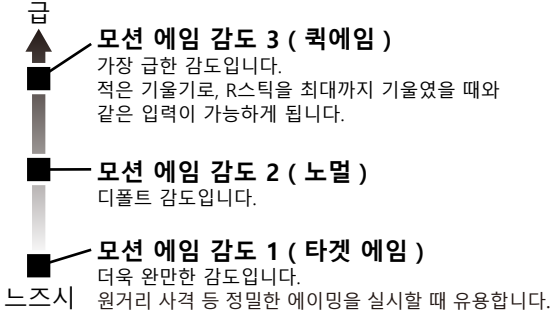 급
모션 에임 감도 3 ( 퀵에임 )
가장 급한 감도입니다.
적은 기울기로, R스틱을 최대까지 기울였을 때와
같은 입력이 가능하게 됩니다.
모션 에임 감도 2 ( 노멀 )
디폴트 감도입니다.
모션 에임 감도 1 ( 타겟 에임 )
더욱 완만한 감도입니다.
느즈시 원거리 사격 등 정밀한 에이밍을 실시할 때 유용합니다.